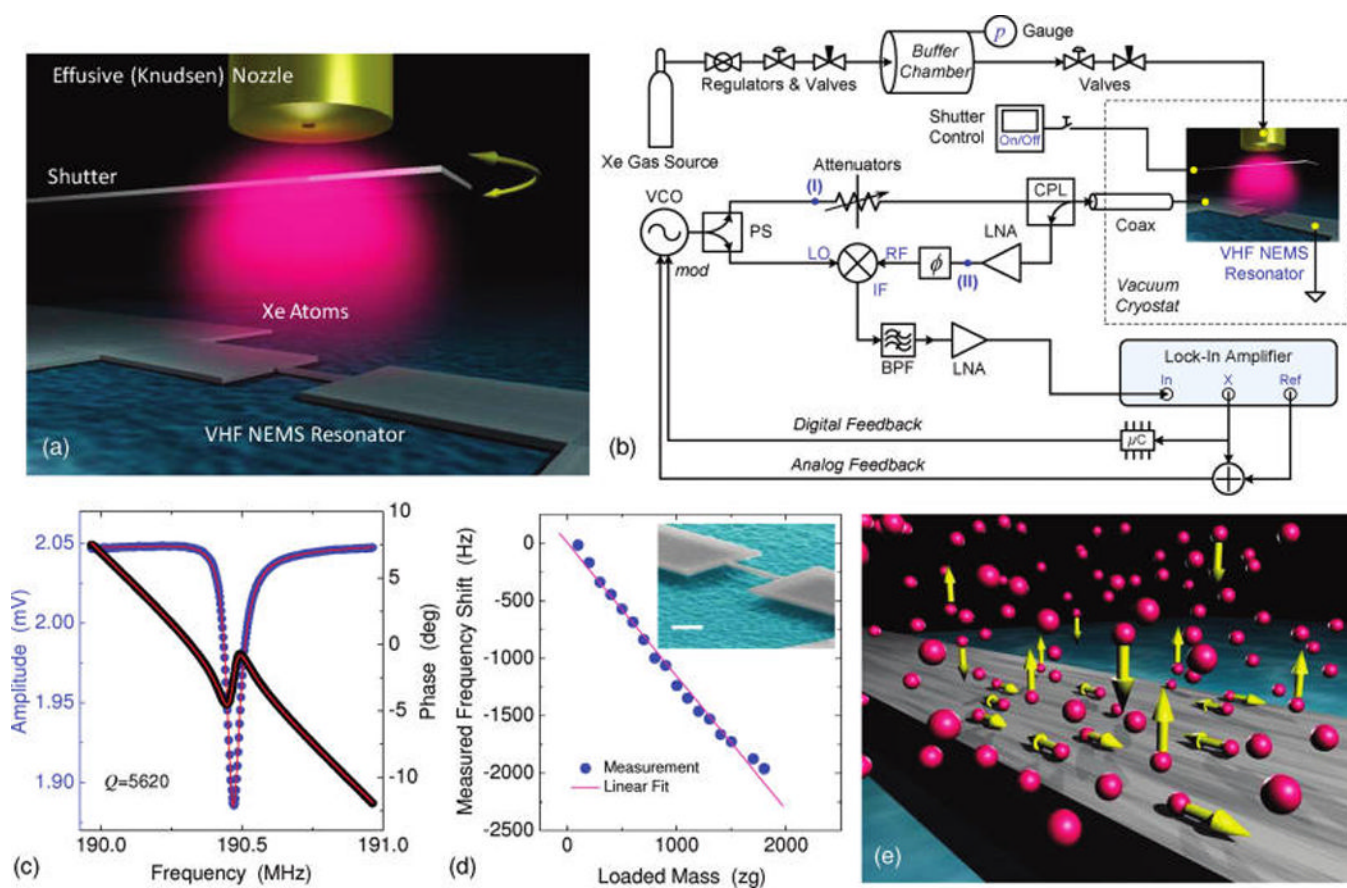 Effusive (Knudsen) Nozzle
Shutter
Xe Atoms
VHF NEMS Resonator
(a)
Xe Gas Source
Regulators & Valves
Buffer
Chamber
p
Gauge
Valves
Shutter
Control
On/Off
Attenuators
VCO
(I)
CPL
PS
LNA
Coax
mod
LO
RF
ϕ
(II)
IF
VHF NEMS
Resonator
Vacuum
Cryostat
BPF
LNA
Lock-In Amplifier
In
X
Ref
Digital Feedback
μC
Analog Feedback
(b)
2.05
2.00
1.95
1.90
Amplitude (mV)
10
5
0
-5
-10
Phase (deg)
Q=5620
190.0
190.5
191.0
Frequency (MHz)
(c)
0
-500
-1000
-1500
-2000
-2500
Measured Frequency Shift (Hz)
Measurement
Linear Fit
0
1000
2000
Loaded Mass (zg)
(d)
(e)